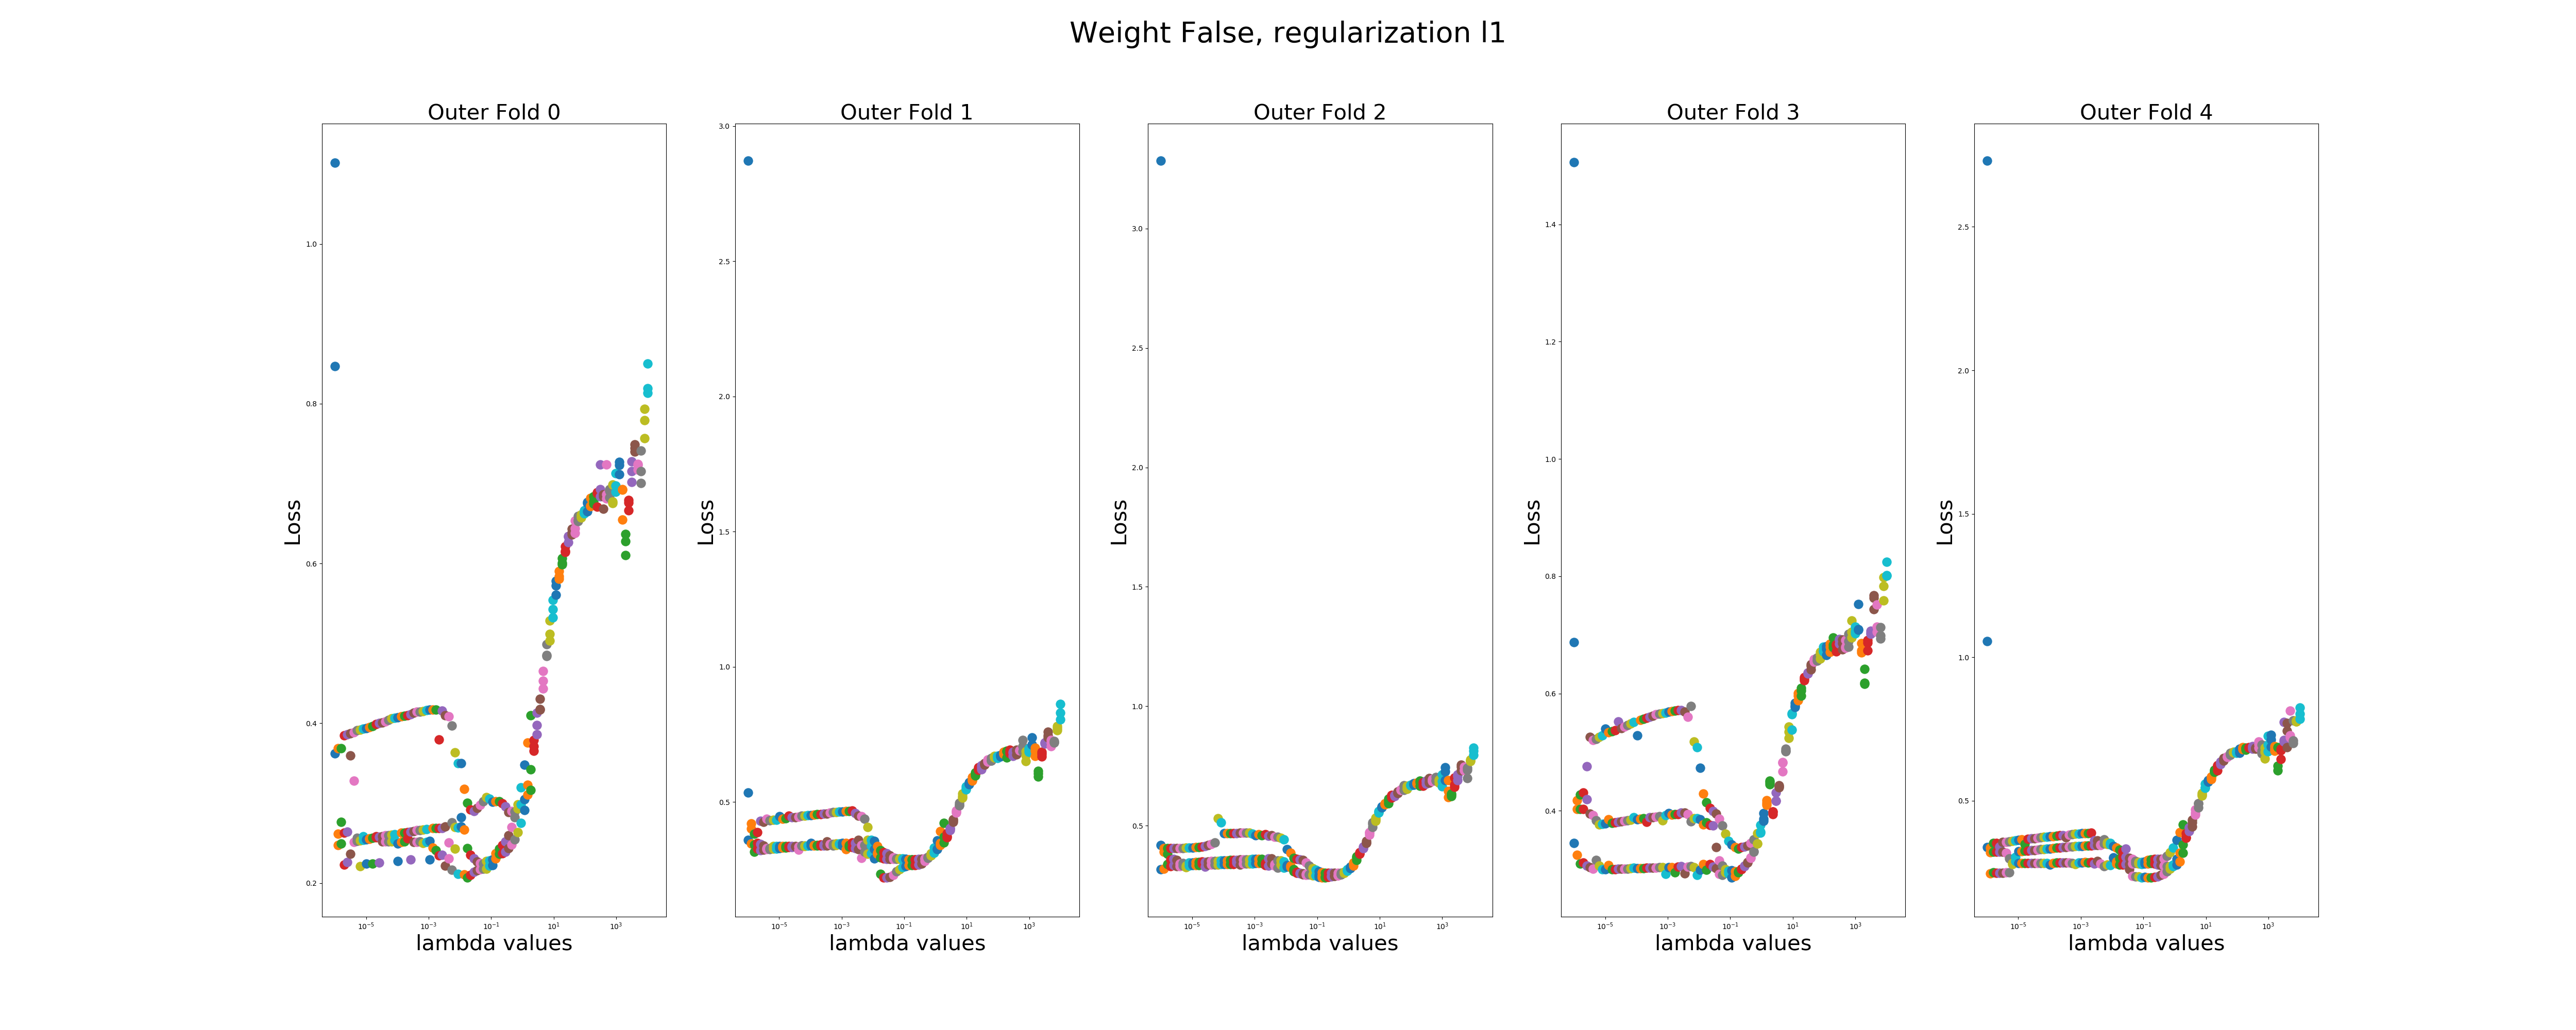 Weight False, regularization l1
Outer Fold 0
Outer Fold 1
Outer Fold 2
Outer Fold 3
Outer Fold 4
Loss
1.0
0.8
0.6
0.4
0.2
10⁻⁵ 10⁻³ 10⁻¹ 10¹ 10³
lambda values
Loss
3.0
2.5
2.0
1.5
1.0
0.5
10⁻⁵ 10⁻³ 10⁻¹ 10¹ 10³
lambda values
Loss
3.0
2.5
2.0
1.5
1.0
0.5
10⁻⁵ 10⁻³ 10⁻¹ 10¹ 10³
lambda values
Loss
1.4
1.2
1.0
0.8
0.6
0.4
10⁻⁵ 10⁻³ 10⁻¹ 10¹ 10³
lambda values
Loss
2.5
2.0
1.5
1.0
0.5
10⁻⁵ 10⁻³ 10⁻¹ 10¹ 10³
lambda values